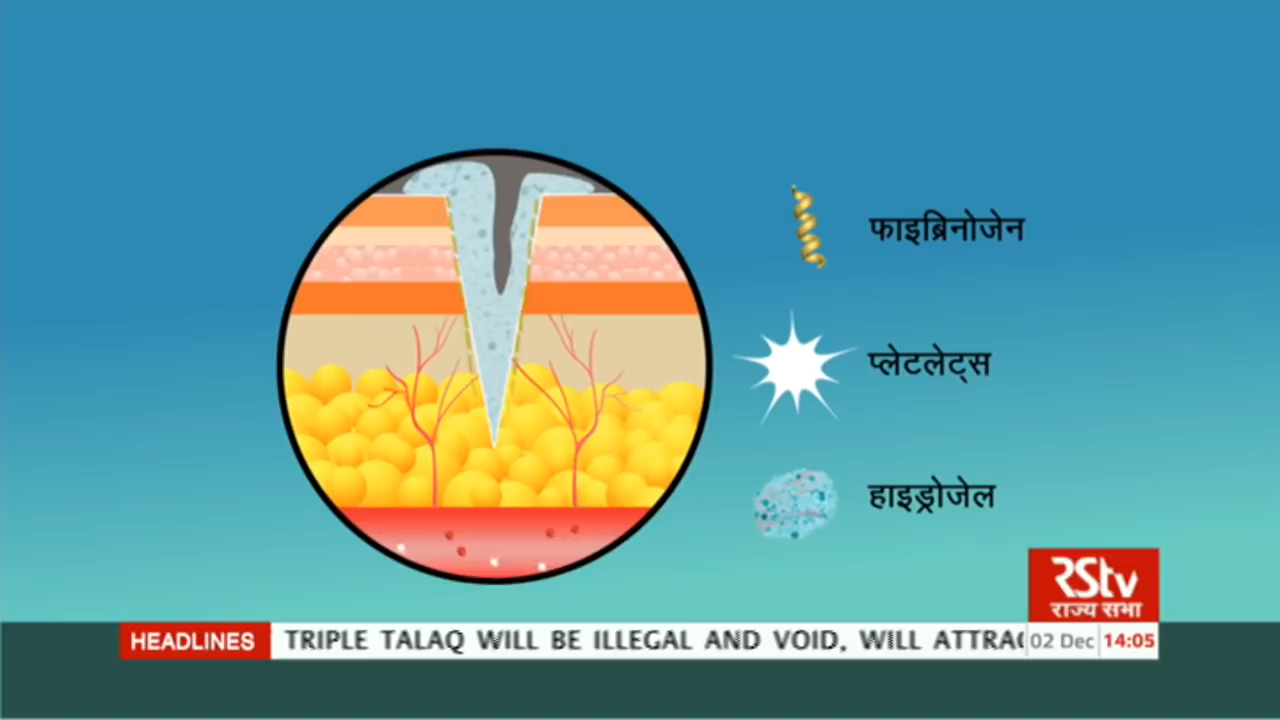 फाइब्रिनोजेन
प्लेटलेट्स
हाइड्रोजेल
RStv
राज्य सभा
HEADLINES TRIPLE TALAQ WILL BE ILLEGAL AND VOID, WILL ATTRA 02 Dec 14:05